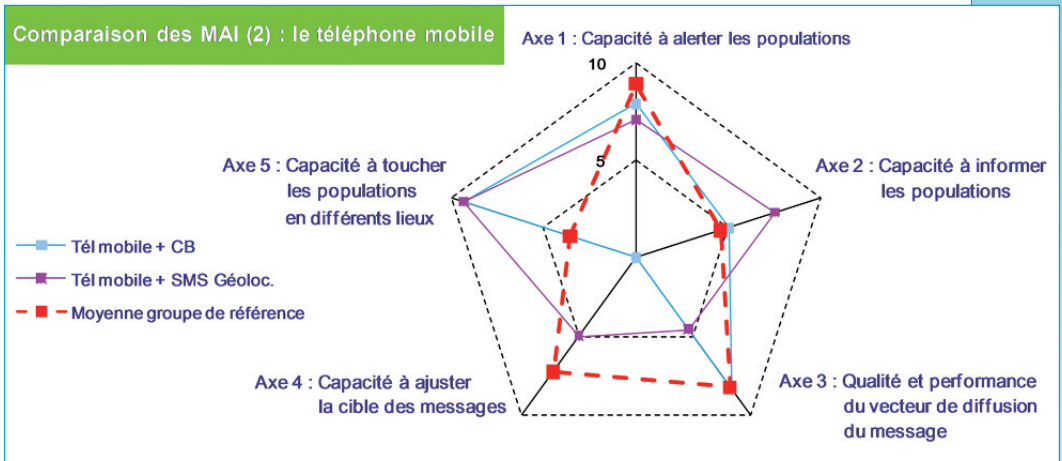 Comparaison des MAI (2) : le téléphone mobile
Axe 1 : Capacité à alerter les populations
10
5
Axe 2 : Capacité à informer
les populations
Axe 5 : Capacité à toucher
les populations
en différents lieux
Tél mobile + CB
Tél mobile + SMS Géoloc.
Moyenne groupe de référence
Axe 4 : Capacité à ajuster
la cible des messages
Axe 3 : Qualité et performance
du vecteur de diffusion
du message